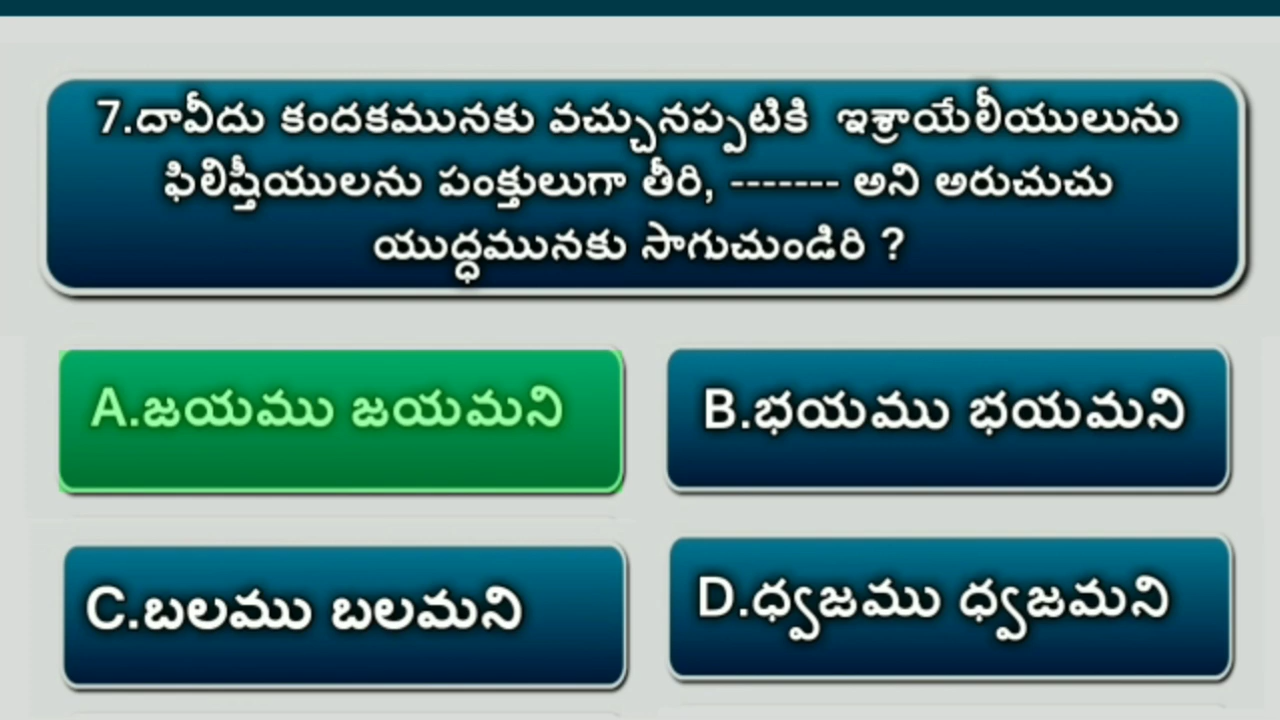 7.దావీదు కందకమునకు వచ్చునప్పటికి ఇశ్రాయేలీయులును
ఫిలిష్తీయులను పంక్తులుగా తీరి, ------- అని అరుచుచు
యుద్ధమునకు సాగుచుండిరి ?
A.జయము జయమని
B.భయము భయమని
C.బలము బలమని
D.ధ్వజము ధ్వజమని